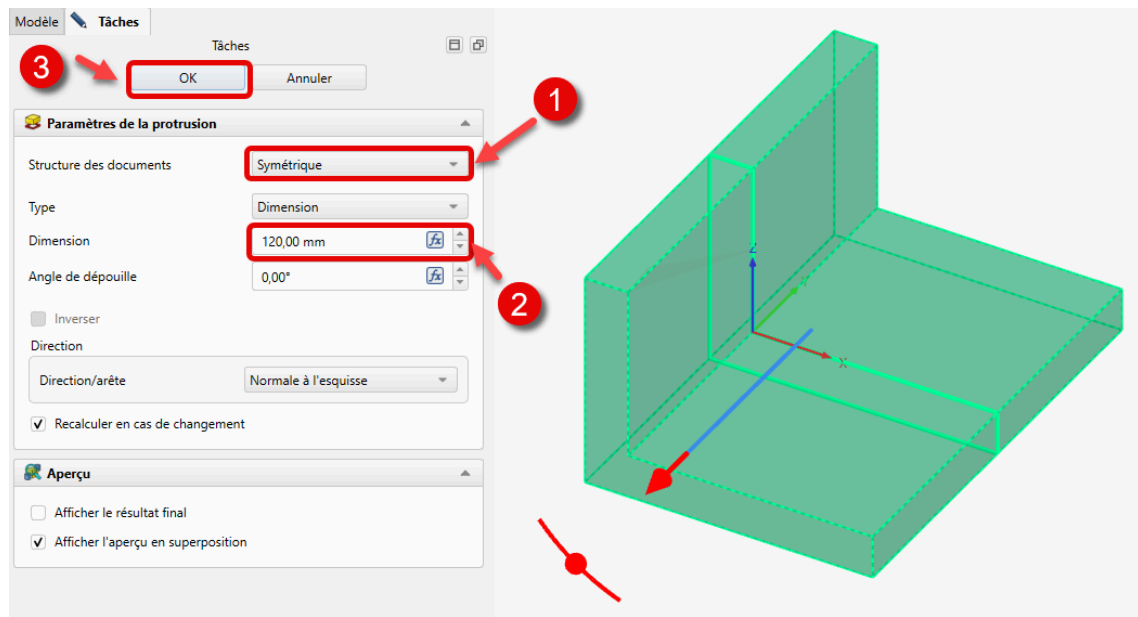 Modèle Tâches
Tâches
3
OK Annuler
Paramètres de la protrusion
1
Structure des documents Symétrique
Type Dimension
Dimension 120,00 mm fx
Angle de dépouille 0,00° fx
2
Inverser
Direction
Direction/arête Normale à l'esquisse
Recalculer en cas de changement
Aperçu
Afficher le résultat final
Afficher l'aperçu en superposition
Z
Y
X